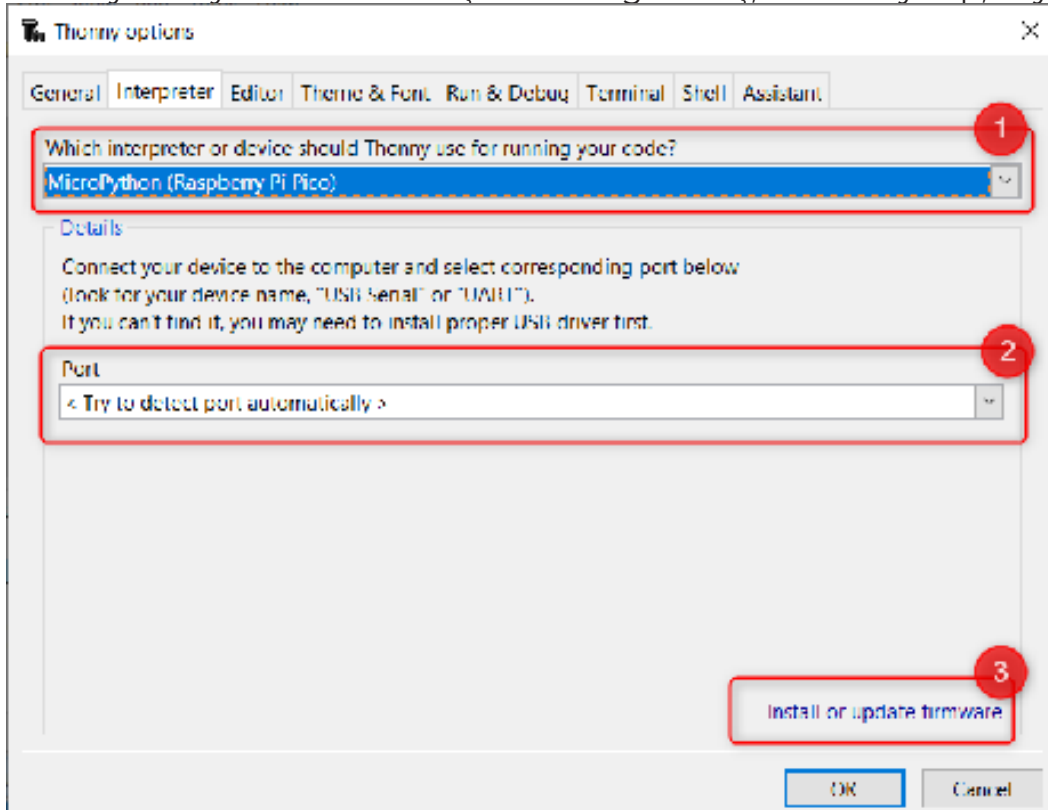 Thonny options
General Interpreter Editor Theme & Font Run & Debug Terminal Shell Assistant
1
Which interpreter or device should Thonny use for running your code?
MicroPython (Raspberry Pi Pico)
Details
Connect your device to the computer and select corresponding port below
(look for your device name, "USB Serial" or "UART").
If you can't find it, you may need to install proper USB driver first.
2
Port
< Try to detect port automatically >
3
Install or update firmware
OK Cancel